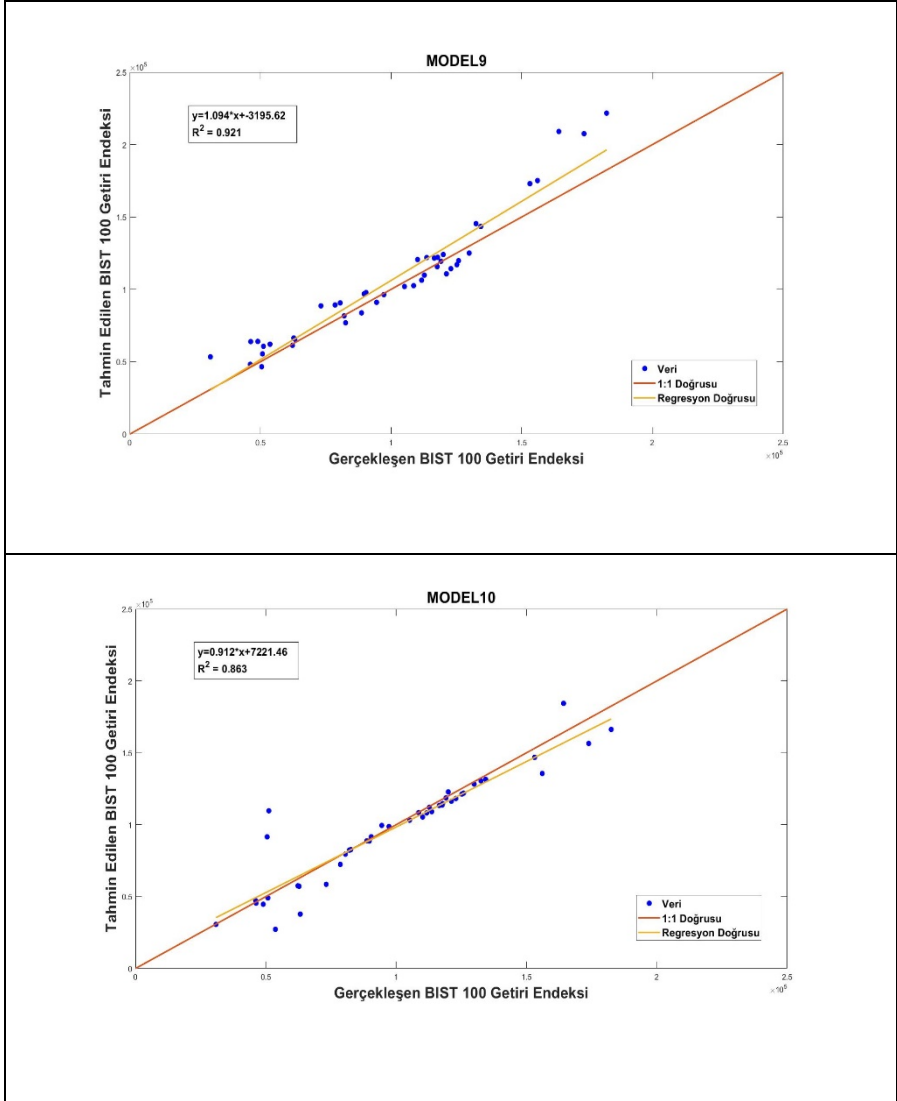 MODEL9
×10⁵
y=1.094*x+-3195.62
R² = 0.921
Tahmin Edilen BIST 100 Getiri Endeksi
2.5
2
1.5
1
0.5
0
0 0.5 1 1.5 2 2.5
×10⁵
Gerçekleşen BIST 100 Getiri Endeksi
Veri
1:1 Doğrusu
Regresyon Doğrusu
MODEL10
×10⁵
y=0.912*x+7221.46
R² = 0.863
Tahmin Edilen BIST 100 Getiri Endeksi
2.5
2
1.5
1
0.5
0
0 0.5 1 1.5 2 2.5
×10⁵
Gerçekleşen BIST 100 Getiri Endeksi
Veri
1:1 Doğrusu
Regresyon Doğrusu